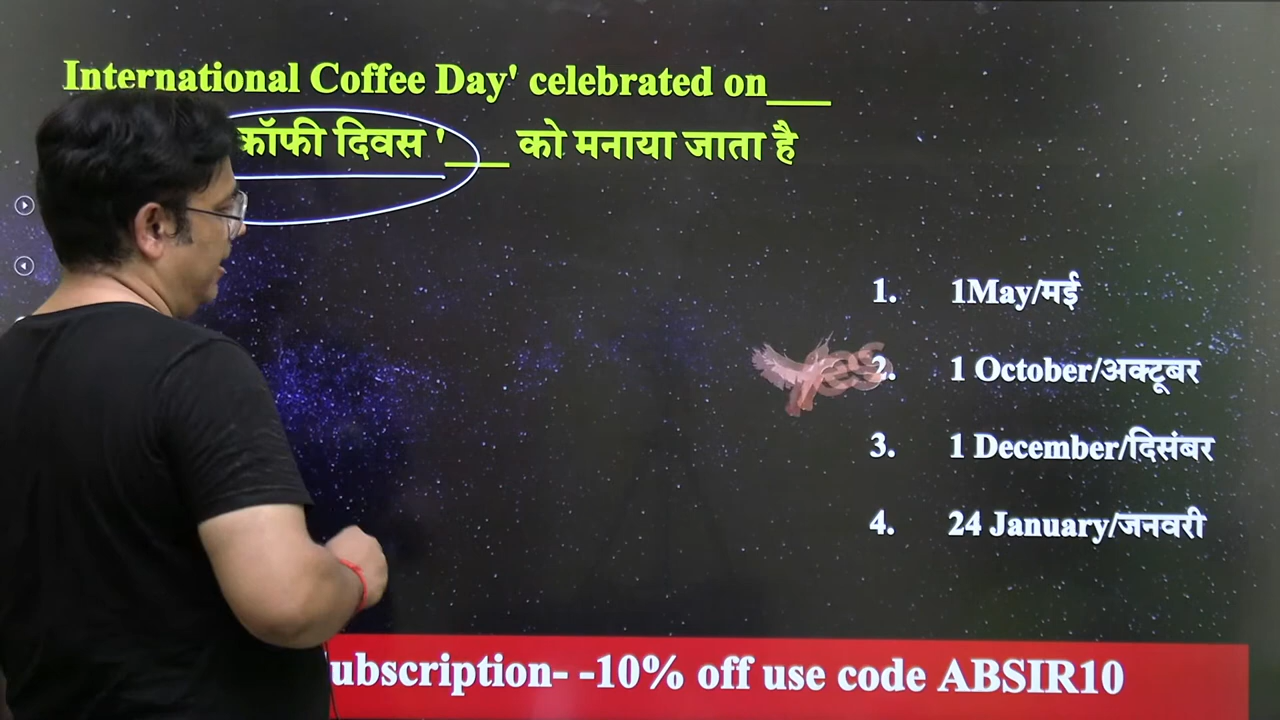 International Coffee Day' celebrated on___
कॉफी दिवस '___ को मनाया जाता है
1. 1May/मई
2. 1 October/अक्टूबर
3. 1 December/दिसंबर
4. 24 January/जनवरी
ubscription- -10% off use code ABSIR10